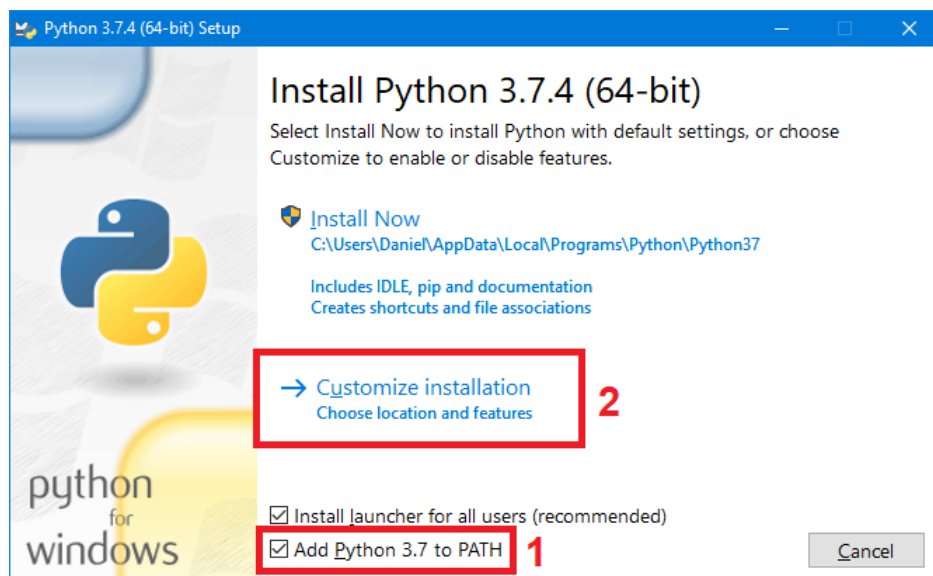 Python 3.7.4 (64-bit) Setup
Install Python 3.7.4 (64-bit)
Select Install Now to install Python with default settings, or choose
Customize to enable or disable features.
Install Now
C:\Users\Daniel\AppData\Local\Programs\Python\Python37
Includes IDLE, pip and documentation
Creates shortcuts and file associations
Customize installation
Choose location and features
2
Install launcher for all users (recommended)
Add Python 3.7 to PATH
1
Cancel
python
for
windows